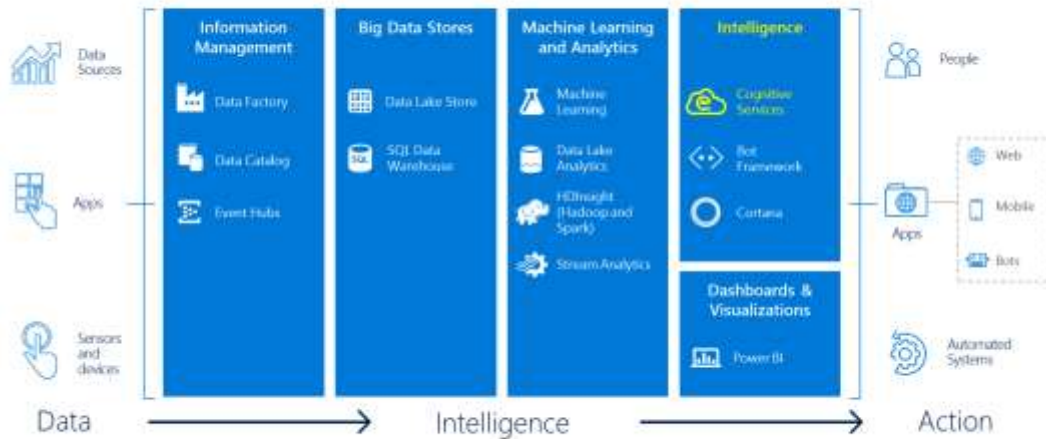 Information
Management
Big Data Stores
Machine Learning
and Analytics
Intelligence
Data
Sources
Apps
Sensors
and
devices
Data Factory
Data Catalog
Event Hubs
Data Lake Store
SQL
SQL Data
Warehouse
Machine
Learning
Data Lake
Analytics
HDInsight
(Hadoop and
Spark)
Stream Analytics
Cognitive
Services
Bot
Framework
Cortana
Dashboards &
Visualizations
Power BI
People
Apps
Web
Mobile
Bots
Automated
Systems
Data
Intelligence
Action